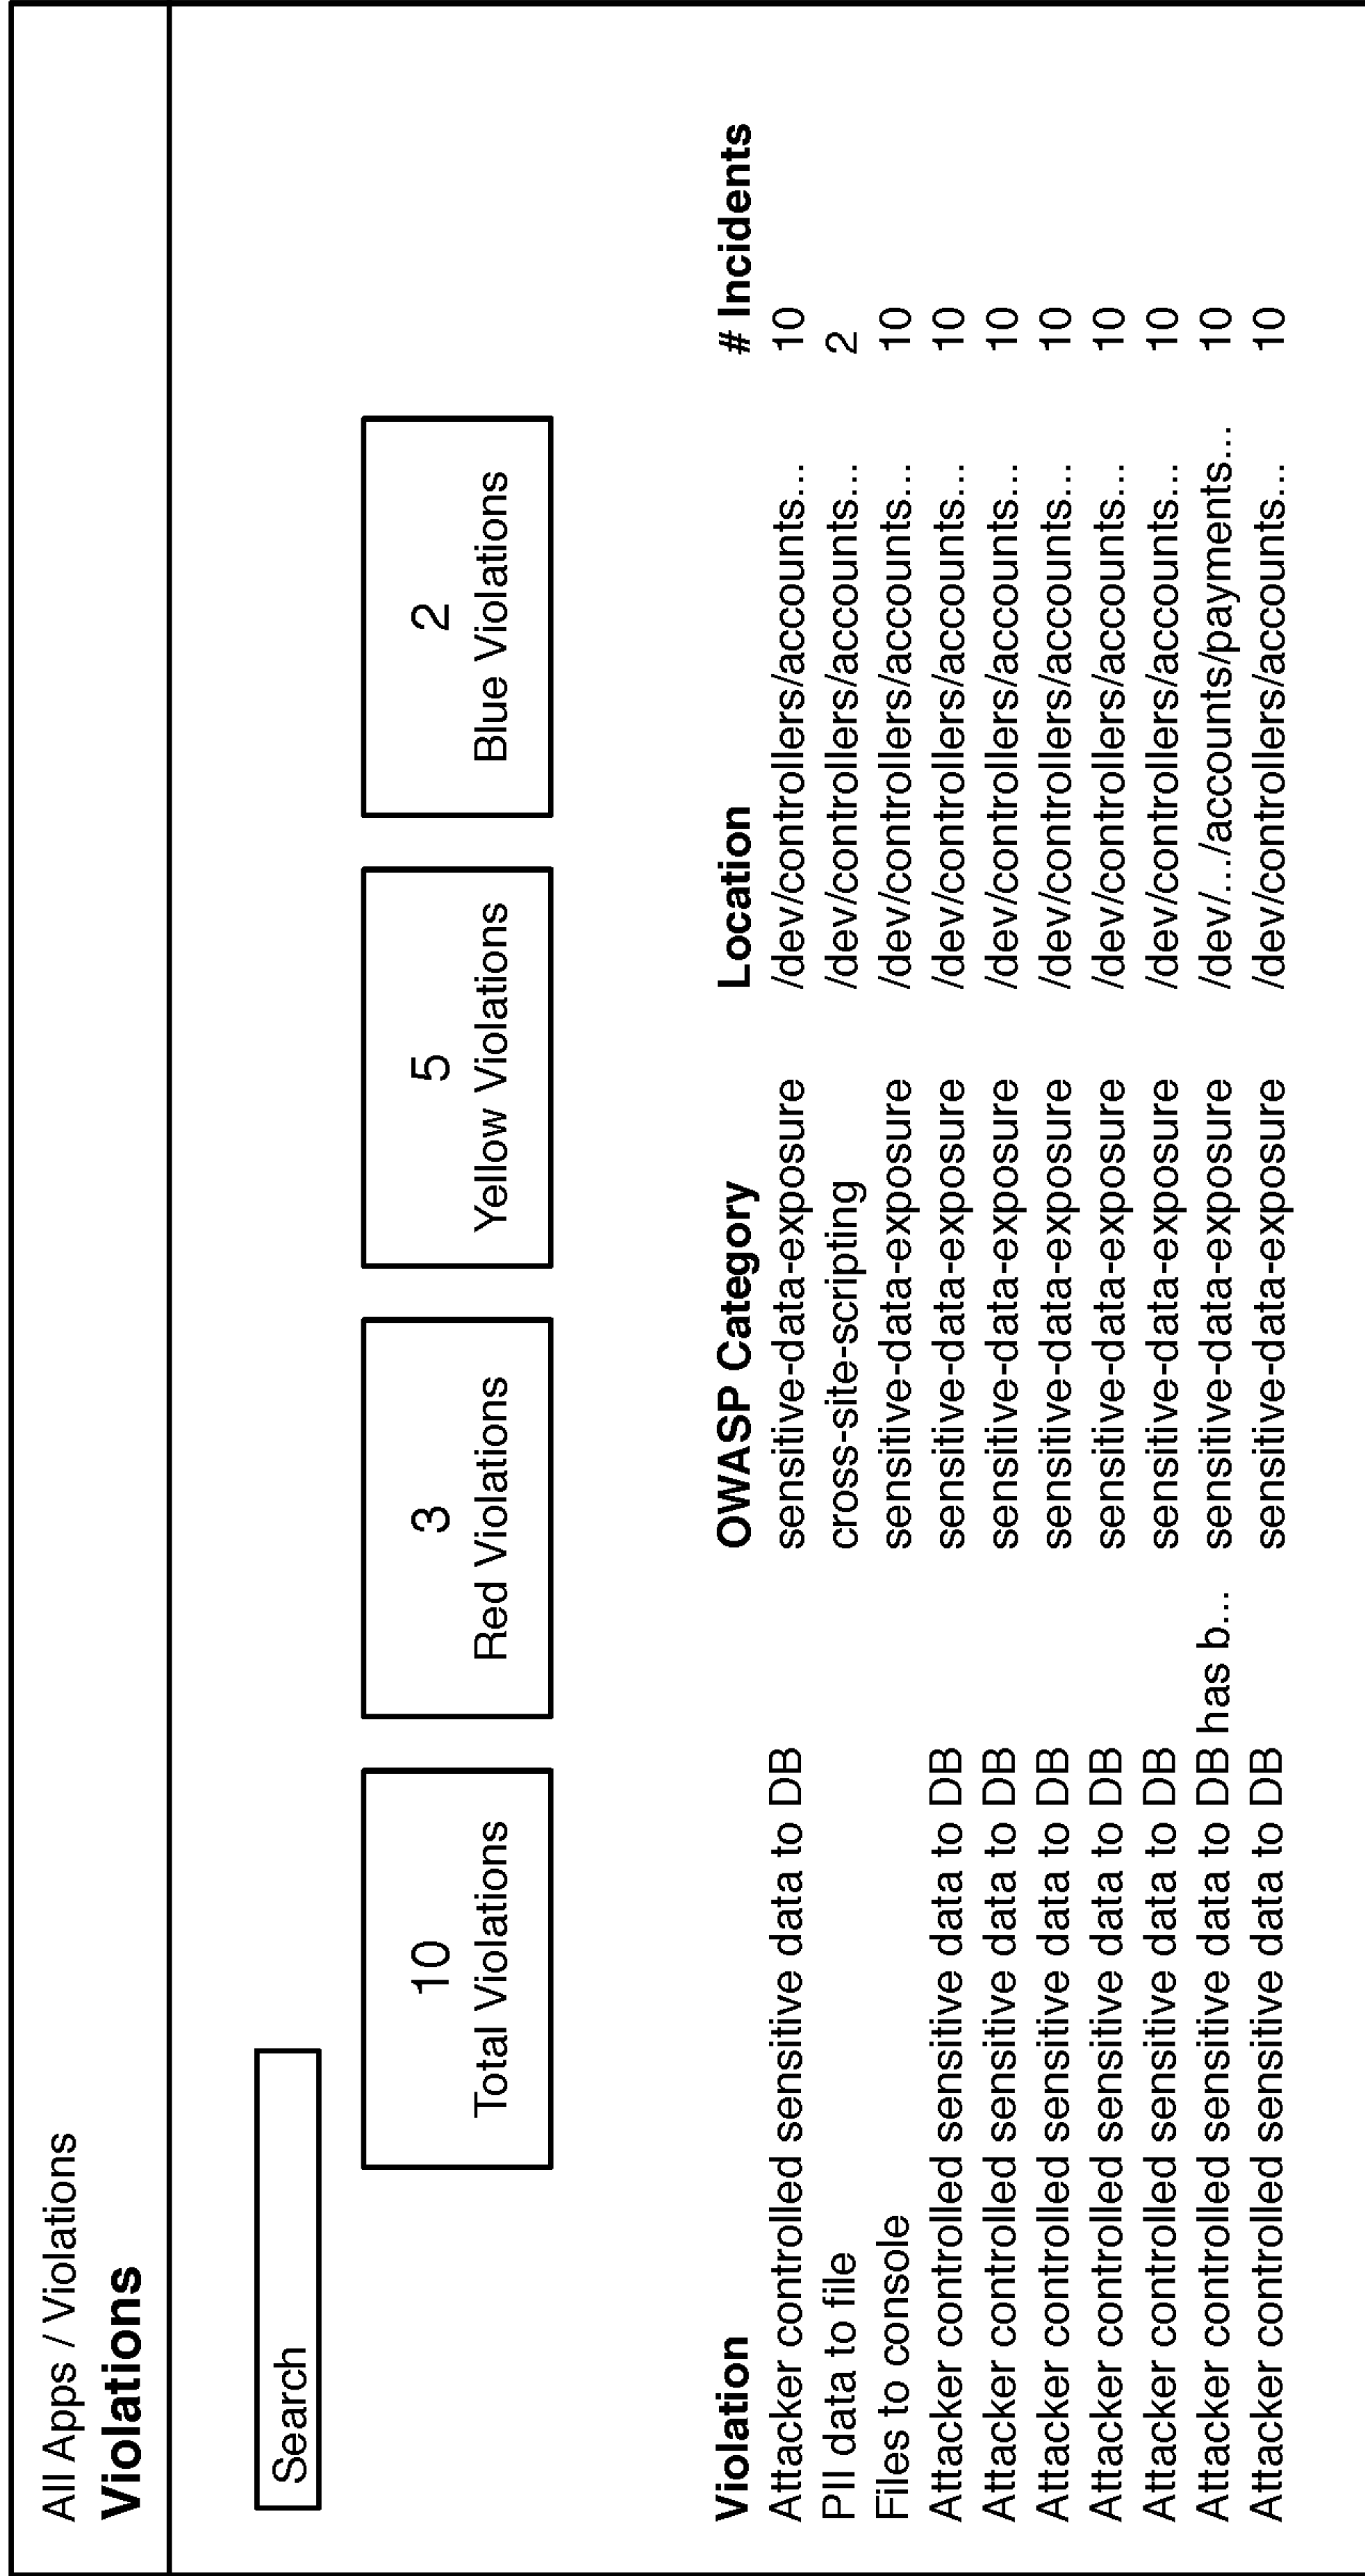 All Apps / Violations
Violations
Search
10
Total Violations
3
Red Violations
5
Yellow Violations
2
Blue Violations
Violation OWASP Category Location # Incidents
Attacker controlled sensitive data to DB sensitive-data-exposure /dev/controllers/accounts... 10
PII data to file cross-site-scripting /dev/controllers/accounts... 2
Files to console sensitive-data-exposure /dev/controllers/accounts... 10
Attacker controlled sensitive data to DB sensitive-data-exposure /dev/controllers/accounts... 10
Attacker controlled sensitive data to DB sensitive-data-exposure /dev/controllers/accounts... 10
Attacker controlled sensitive data to DB sensitive-data-exposure /dev/controllers/accounts... 10
Attacker controlled sensitive data to DB sensitive-data-exposure /dev/controllers/accounts... 10
Attacker controlled sensitive data to DB sensitive-data-exposure /dev/controllers/accounts... 10
Attacker controlled sensitive data to DB has b... sensitive-data-exposure /dev/.../accounts/payments... 10
Attacker controlled sensitive data to DB sensitive-data-exposure /dev/controllers/accounts... 10